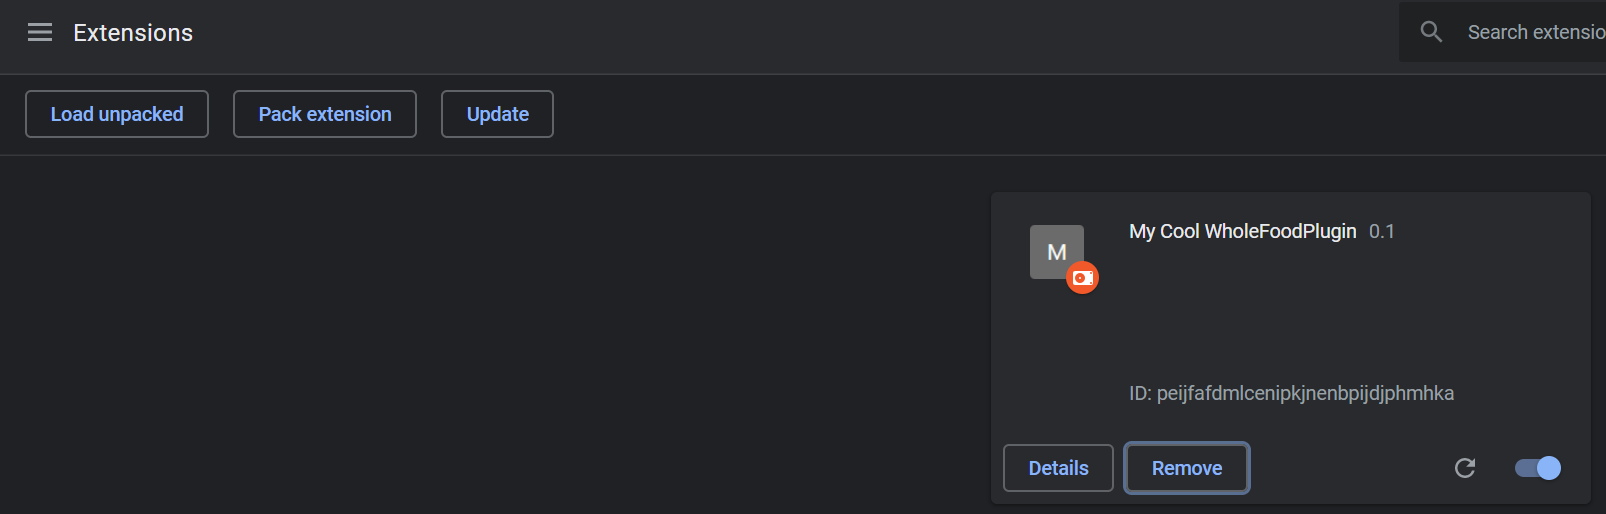 Extensions
Search extensio
Load unpacked
Pack extension
Update
M
My Cool WholeFoodPlugin 0.1
ID: peijfafdmlcenipkjnenbpijdjphmhka
Details
Remove